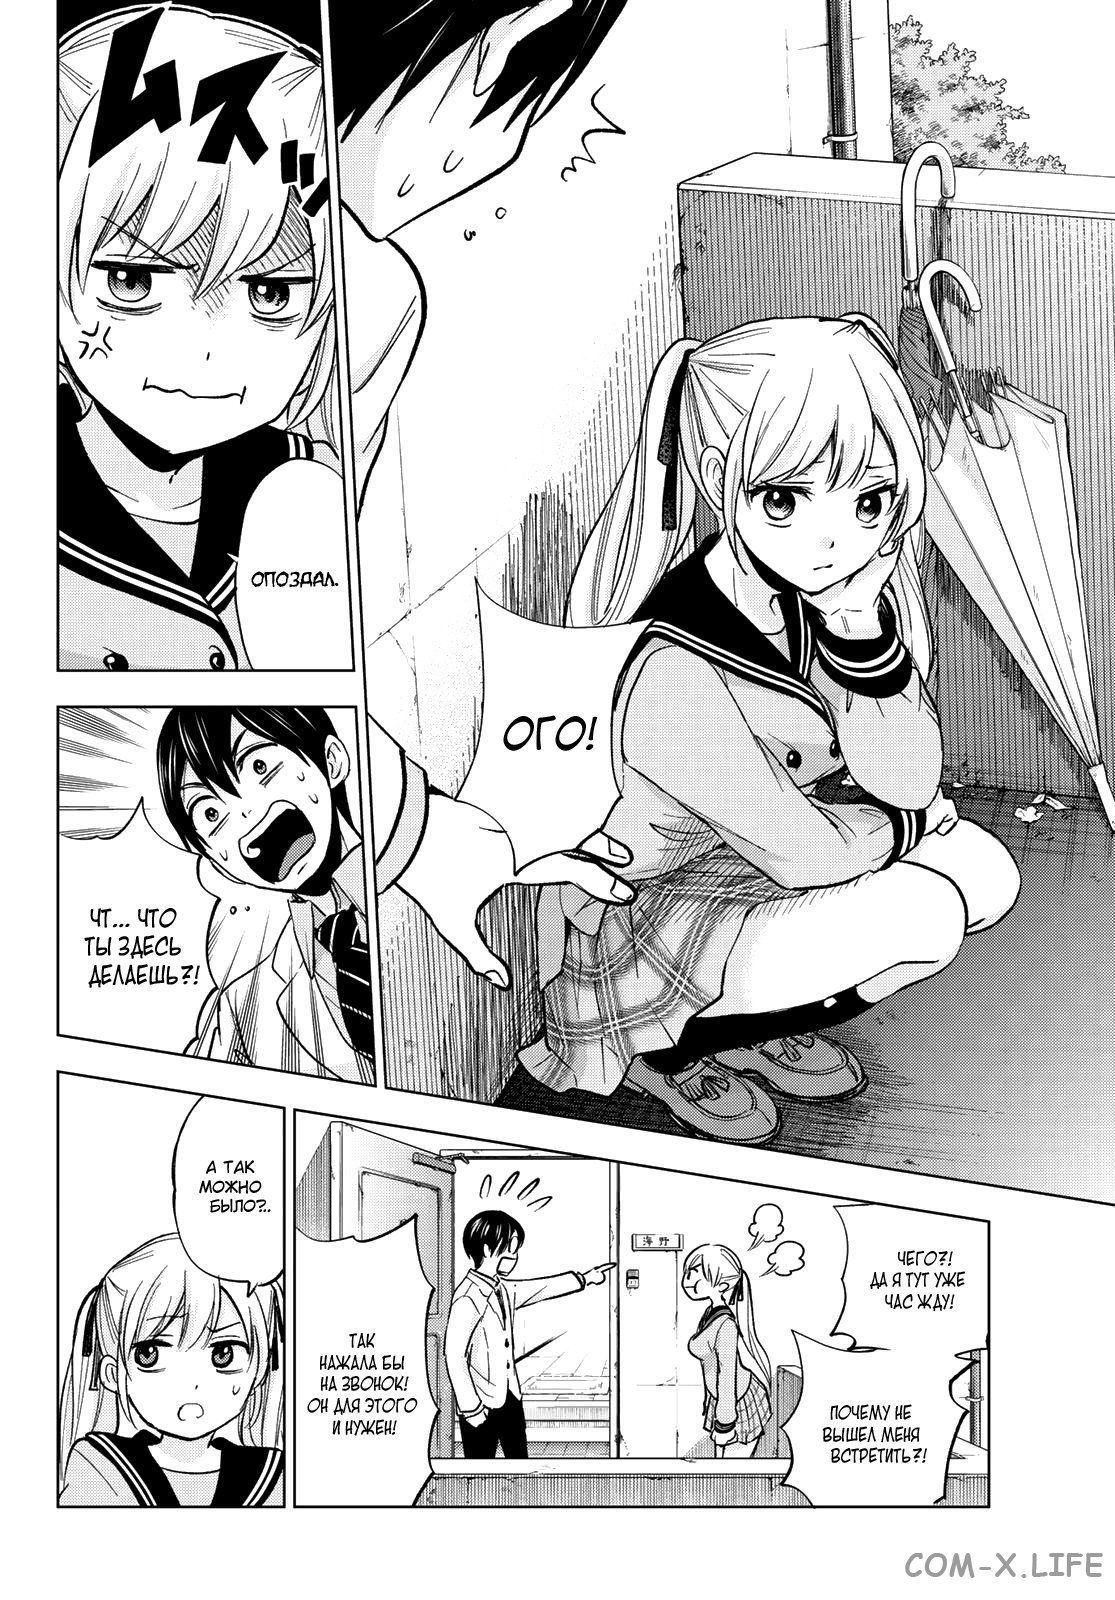 ОГО!
ムスッ
ОПОЗДАЛ.
ЧТ... ЧТО
ТЫ ЗДЕСЬ
ДЕЛАЕШЬ?!
ЧЕГО?!
ДА Я ТУТ УЖЕ
ЧАС ЖДУ!
ПОЧЕМУ НЕ
ВЫШЕЛ МЕНЯ
ВСТРЕТИТЬ?!
海野
ТАК
НАЖАЛА БЫ
НА ЗВОНОК!
ОН ДЛЯ ЭТОГО
И НУЖЕН!
А ТАК
МОЖНО
БЫЛО?..
COM-X.LIFE